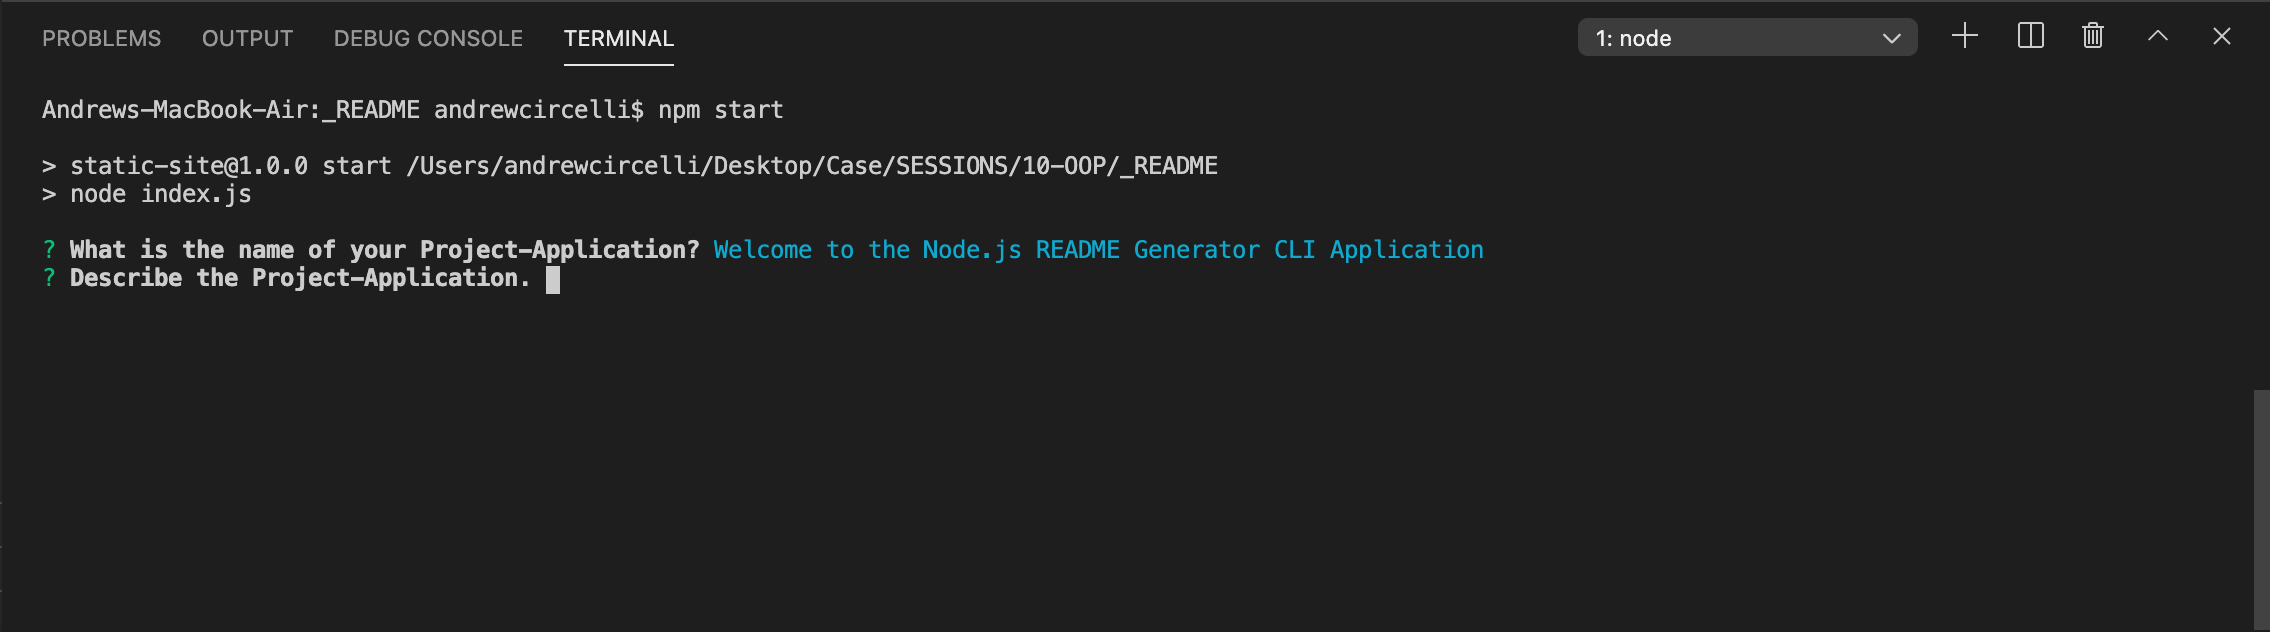 PROBLEMS OUTPUT DEBUG CONSOLE TERMINAL 1: node
Andrews-MacBook-Air:_README andrewcircelli$ npm start
> static-site@1.0.0 start /Users/andrewcircelli/Desktop/Case/SESSIONS/10-OOP/_README
> node index.js
? What is the name of your Project-Application? Welcome to the Node.js README Generator CLI Application
? Describe the Project-Application.